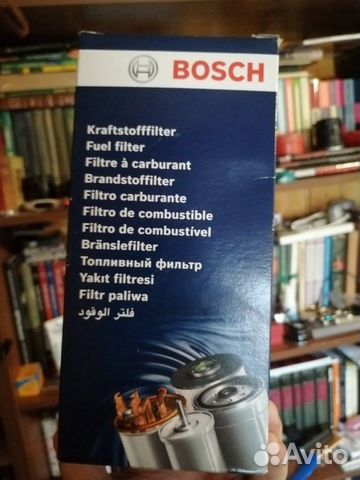 BOSCH
Kraftstofffilter
Fuel filter
Filtre à carburant
Brandstoffilter
Filtro carburante
Filtro de combustible
Filtro de combustível
Bränslefilter
Топливный фильтр
Yakıt filtresi
Filtr paliwa
فلتر الوقود
Avito